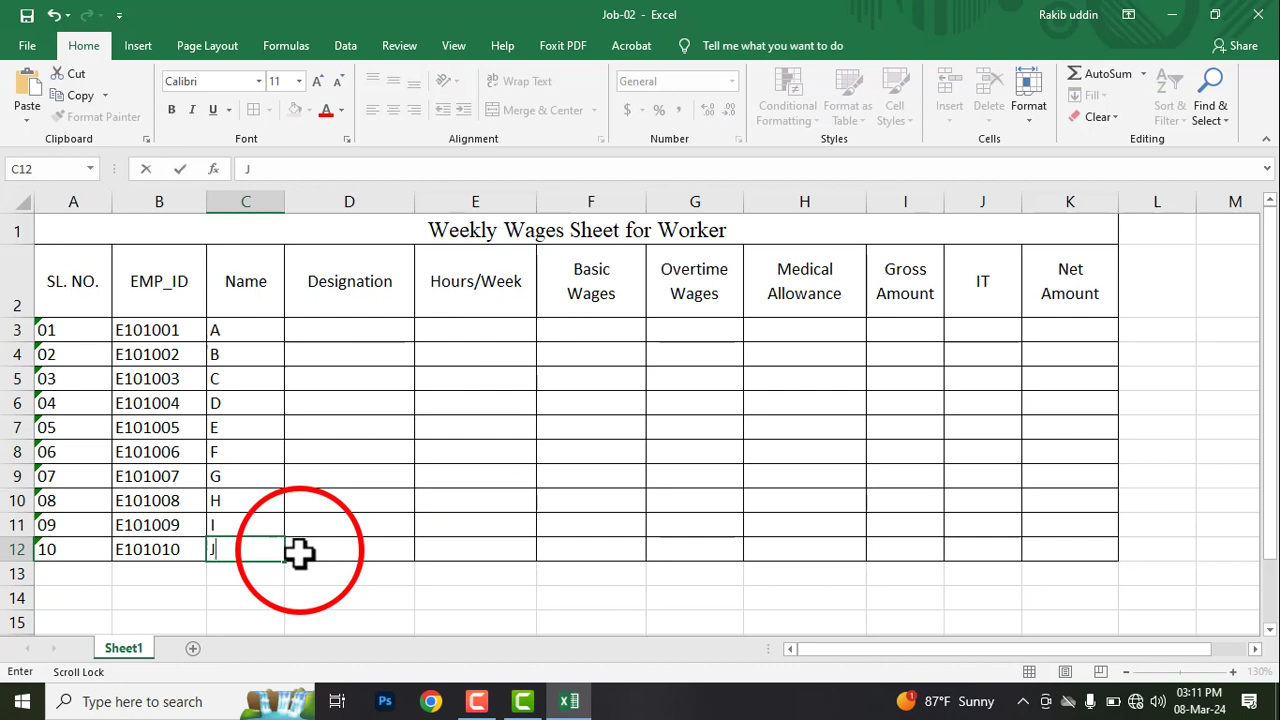 Job-02 - Excel
Rakib uddin
File Home Insert Page Layout Formulas Data Review View Help Foxit PDF Acrobat Tell me what you want to do Share
Paste
Cut
Copy
Format Painter
Clipboard
Calibri 11
B I U
Font
Wrap Text
Merge & Center
Alignment
General
$ % ,
Number
Conditional Formatting
Format as Table
Cell Styles
Styles
Insert Delete Format
Cells
AutoSum
Fill
Clear
Sort & Filter
Find & Select
Editing
C12 fx J
A B C D E F G H I J K L M
1 Weekly Wages Sheet for Worker
2 SL. NO. EMP_ID Name Designation Hours/Week Basic Wages Overtime Wages Medical Allowance Gross Amount IT Net Amount
3 01 E101001 A
4 02 E101002 B
5 03 E101003 C
6 04 E101004 D
7 05 E101005 E
8 06 E101006 F
9 07 E101007 G
10 08 E101008 H
11 09 E101009 I
12 10 E101010 J
13
14
15
Sheet1
Enter Scroll Lock 130%
Type here to search Ps 87°F Sunny 03:11 PM
08-Mar-24